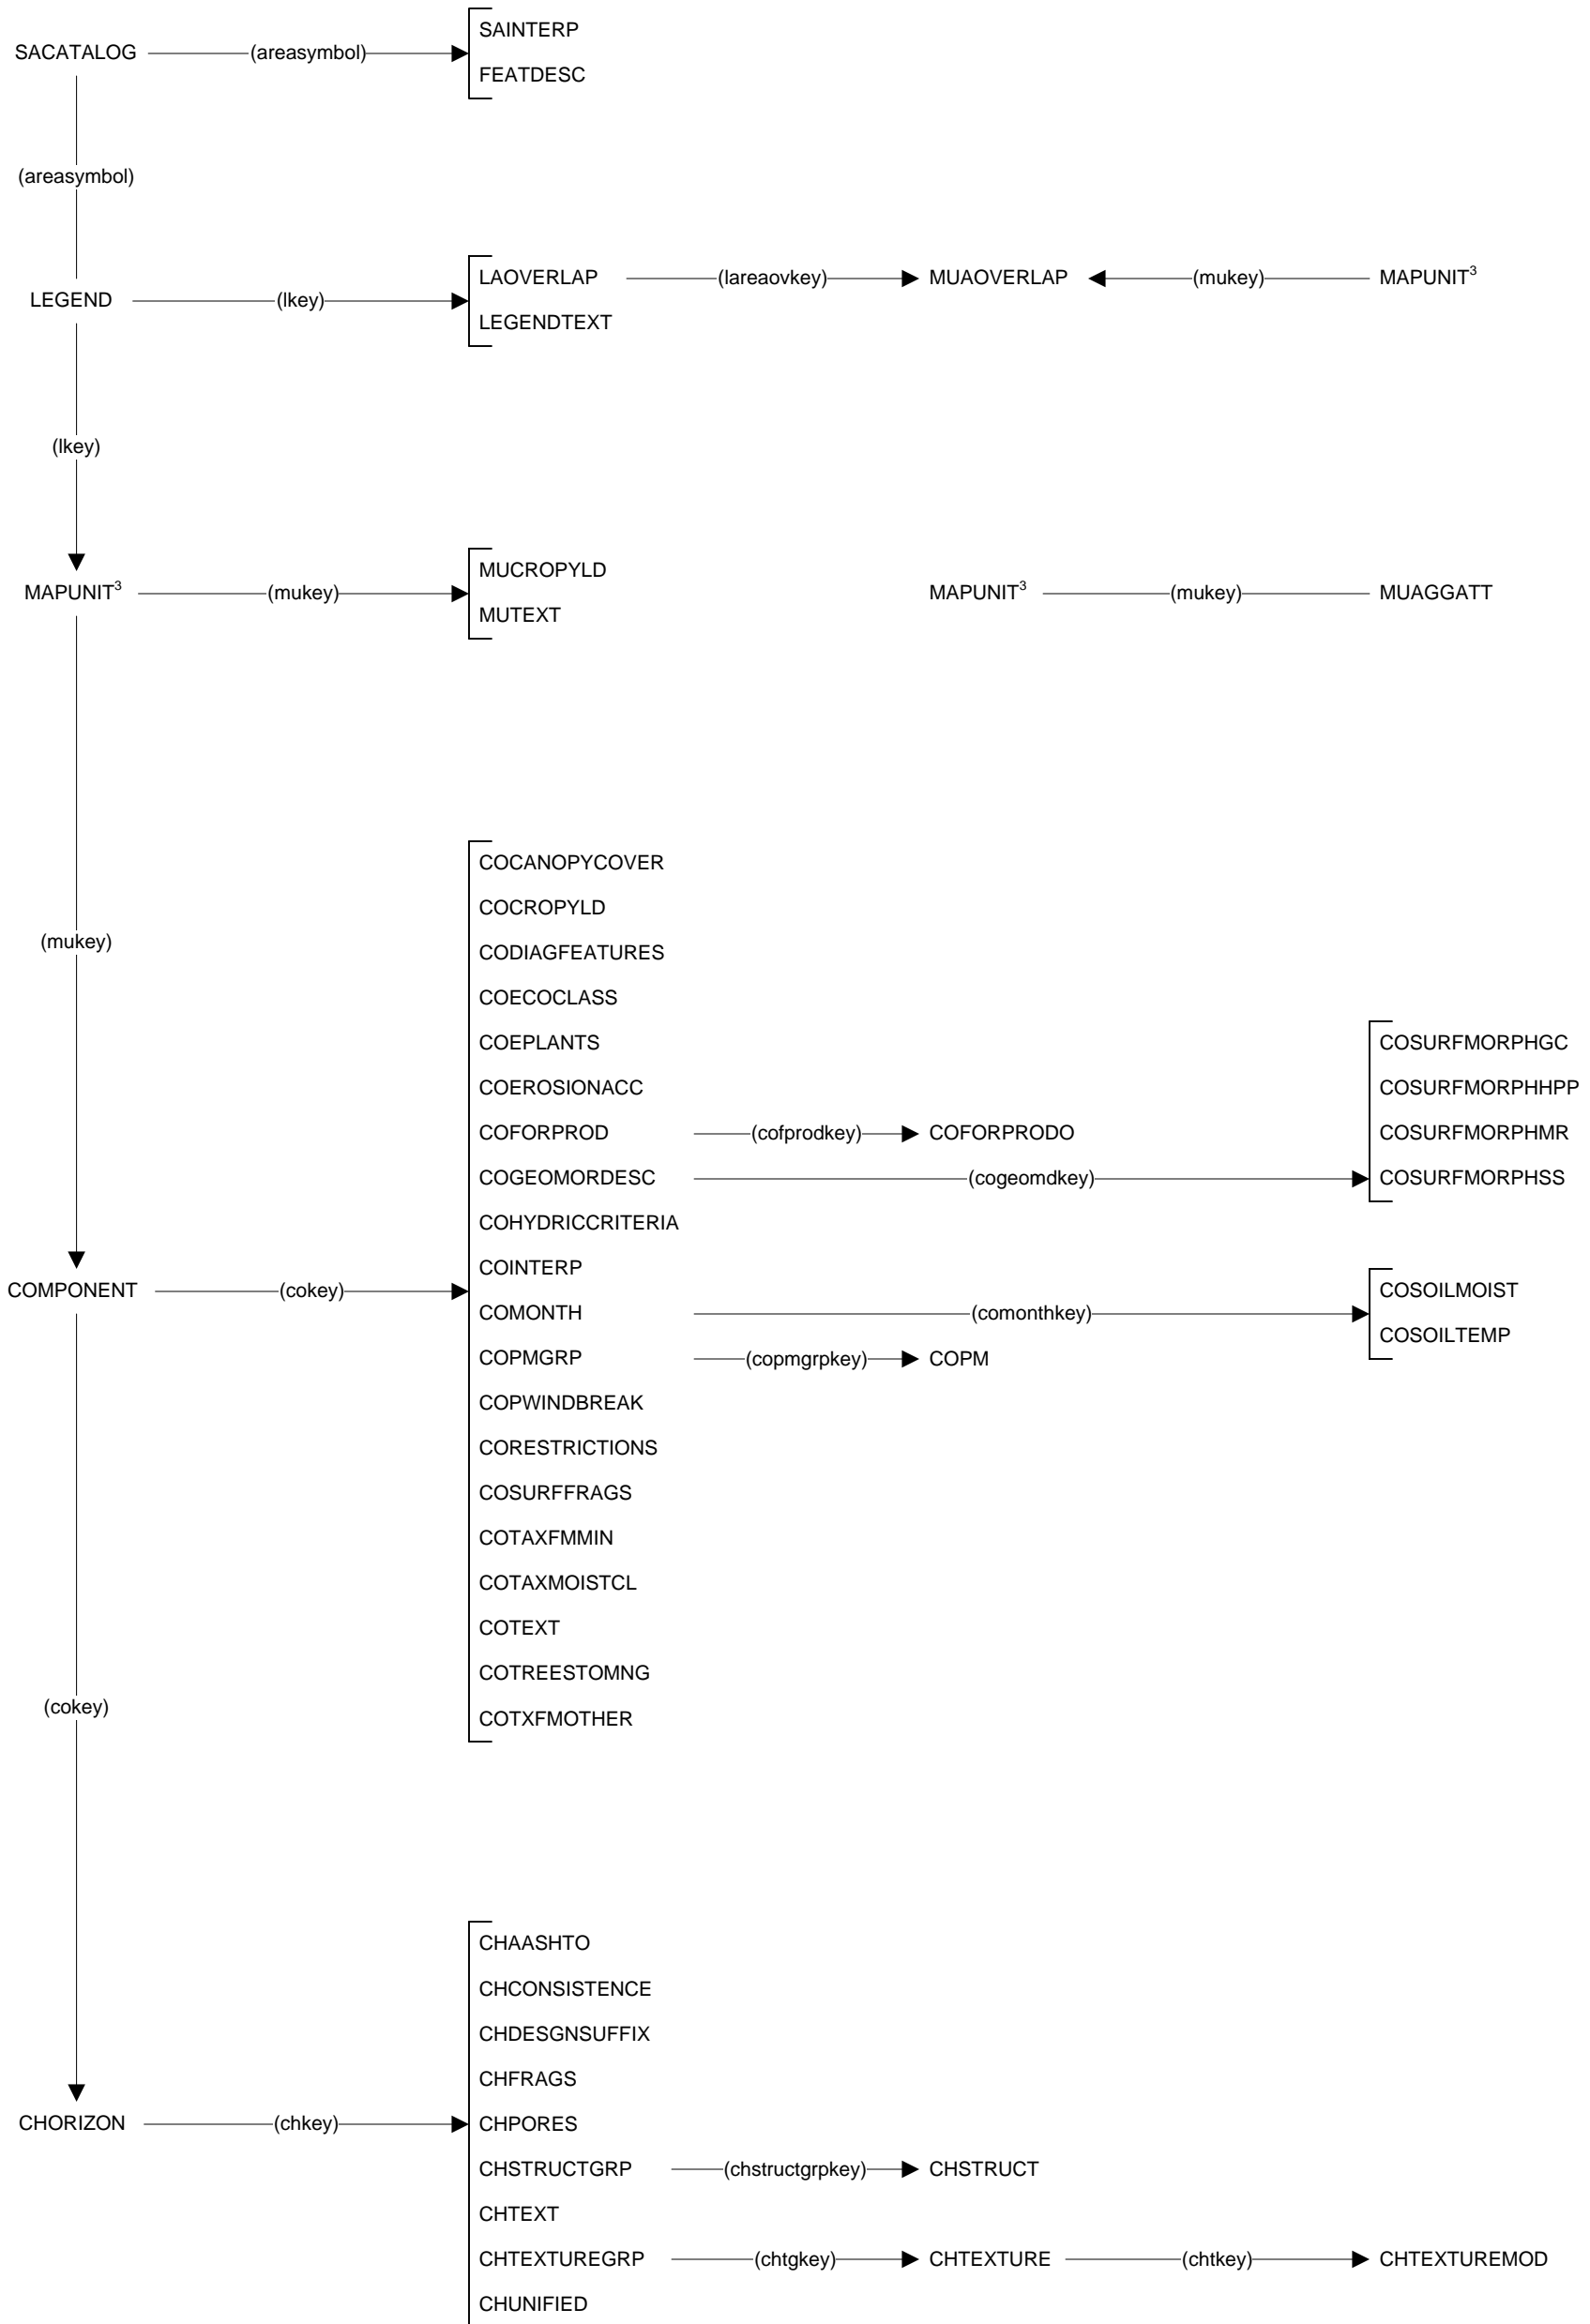 SAINTERP
SACATALOG (areasymbol)
FEATDESC
(areasymbol)
LAOVERLAP (lareaovkey) MUAOVERLAP (mukey) MAPUNIT³
LEGEND (lkey)
LEGENDTEXT
(lkey)
MUCROPYLD
MAPUNIT³ (mukey) MAPUNIT³ (mukey) MUAGGATT
MUTEXT
COCANOPYCOVER
COCROPYLD
(mukey)
CODIAGFEATURES
COECOCLASS
COEPLANTS COSURFMORPHGC
COEROSIONACC COSURFMORPHHPP
COFORPROD (cofprodkey) COFORPRODO COSURFMORPHMR
COGEOMORDESC (cogeomdkey) COSURFMORPHSS
COHYDRICCRITERIA
COINTERP
COMPONENT (cokey) COSOILMOIST
COMONTH (comonthkey)
COSOILTEMP
COPMGRP (copmgrpkey) COPM
COPWINDBREAK
CORESTRICTIONS
COSURFFRAGS
COTAXFMMIN
COTAXMOISTCL
COTEXT
COTREESTOMNG
(cokey)
COTXFMOTHER
CHAASHTO
CHCONSISTENCE
CHDESGNSUFFIX
CHFRAGS
CHORIZON (chkey) CHPORES
CHSTRUCTGRP (chstructgrpkey) CHSTRUCT
CHTEXT
CHTEXTUREGRP (chtgkey) CHTEXTURE (chtkey) CHTEXTUREMOD
CHUNIFIED